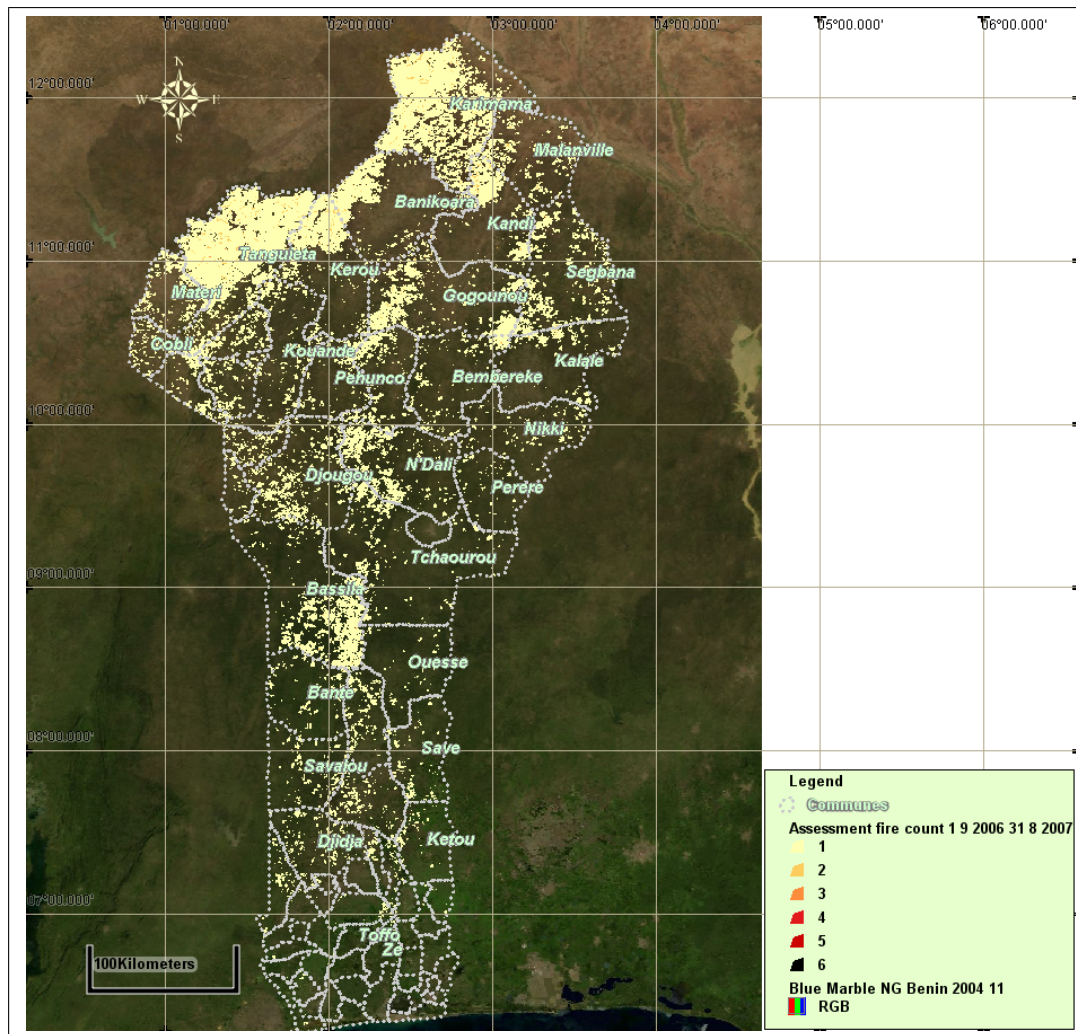 01°00.000' 02°00.000' 03°00.000' 04°00.000' 05°00.000' 06°00.000'
N
W E
S
12°00.000'
Karimama
Malanville
Banikoara
Kandi
11°00.000'
Tanguieta
Kerou
Segbana
Materi
Gogounou
Cobli
Kouande
Kalale
Pehunco
Bembereke
10°00.000'
Nikki
N'Dali
Djougou
Perere
Tchaourou
09°00.000'
Bassila
Ouesse
Bante
08°00.000'
Save
Savalou
Djidja
Ketou
07°00.000'
Toffo
Ze
100Kilometers
Legend
Communes
Assessment fire count 1 9 2006 31 8 2007
1
2
3
4
5
6
Blue Marble NG Benin 2004 11
RGB